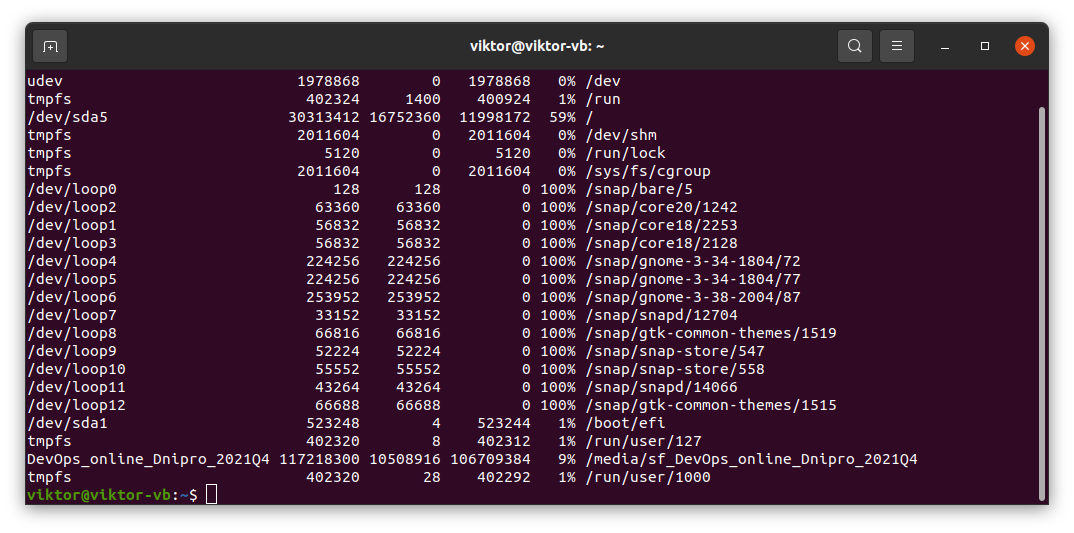 viktor@viktor-vb: ~
udev 1978868 0 1978868 0% /dev
tmpfs 402324 1400 400924 1% /run
/dev/sda5 30313412 16752360 11998172 59% /
tmpfs 2011604 0 2011604 0% /dev/shm
tmpfs 5120 0 5120 0% /run/lock
tmpfs 2011604 0 2011604 0% /sys/fs/cgroup
/dev/loop0 128 128 0 100% /snap/bare/5
/dev/loop2 63360 63360 0 100% /snap/core20/1242
/dev/loop1 56832 56832 0 100% /snap/core18/2253
/dev/loop3 56832 56832 0 100% /snap/core18/2128
/dev/loop4 224256 224256 0 100% /snap/gnome-3-34-1804/72
/dev/loop5 224256 224256 0 100% /snap/gnome-3-34-1804/77
/dev/loop6 253952 253952 0 100% /snap/gnome-3-38-2004/87
/dev/loop7 33152 33152 0 100% /snap/snapd/12704
/dev/loop8 66816 66816 0 100% /snap/gtk-common-themes/1519
/dev/loop9 52224 52224 0 100% /snap/snap-store/547
/dev/loop10 55552 55552 0 100% /snap/snap-store/558
/dev/loop11 43264 43264 0 100% /snap/snapd/14066
/dev/loop12 66688 66688 0 100% /snap/gtk-common-themes/1515
/dev/sda1 523248 4 523244 1% /boot/efi
tmpfs 402320 8 402312 1% /run/user/127
DevOps_online_Dnipro_2021Q4 117218300 10508916 106709384 9% /media/sf_DevOps_online_Dnipro_2021Q4
tmpfs 402320 28 402292 1% /run/user/1000
viktor@viktor-vb:~$